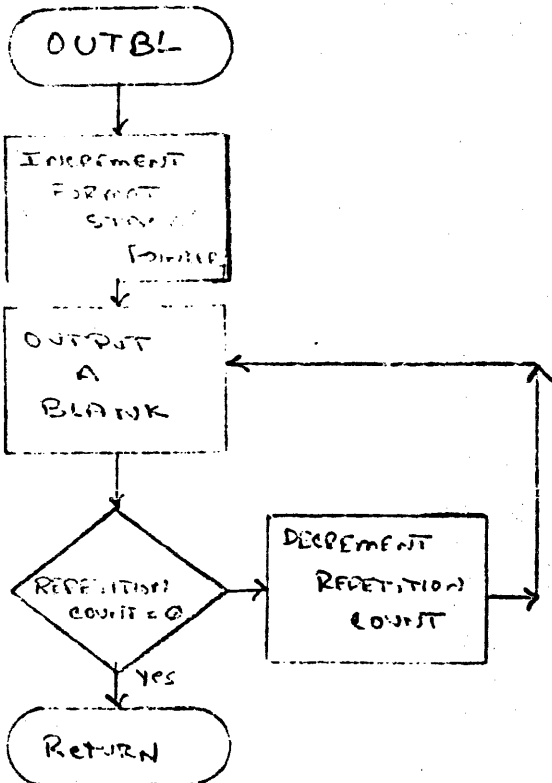 OUTBL
INCREMENT
FORMAT
POINTER
OUTPUT
A
BLANK
REPETITION
COUNT = 0
DECREMENT
REPETITION
COUNT
yes
RETURN